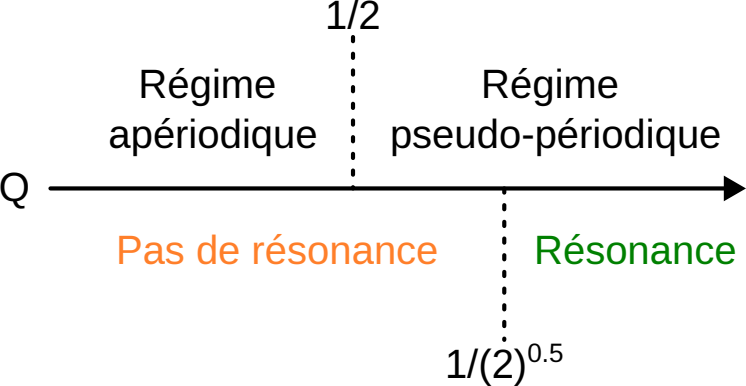 1/2
Régime
apériodique
Régime
pseudo-périodique
Q
Pas de résonance
Résonance
1/(2)^0.5